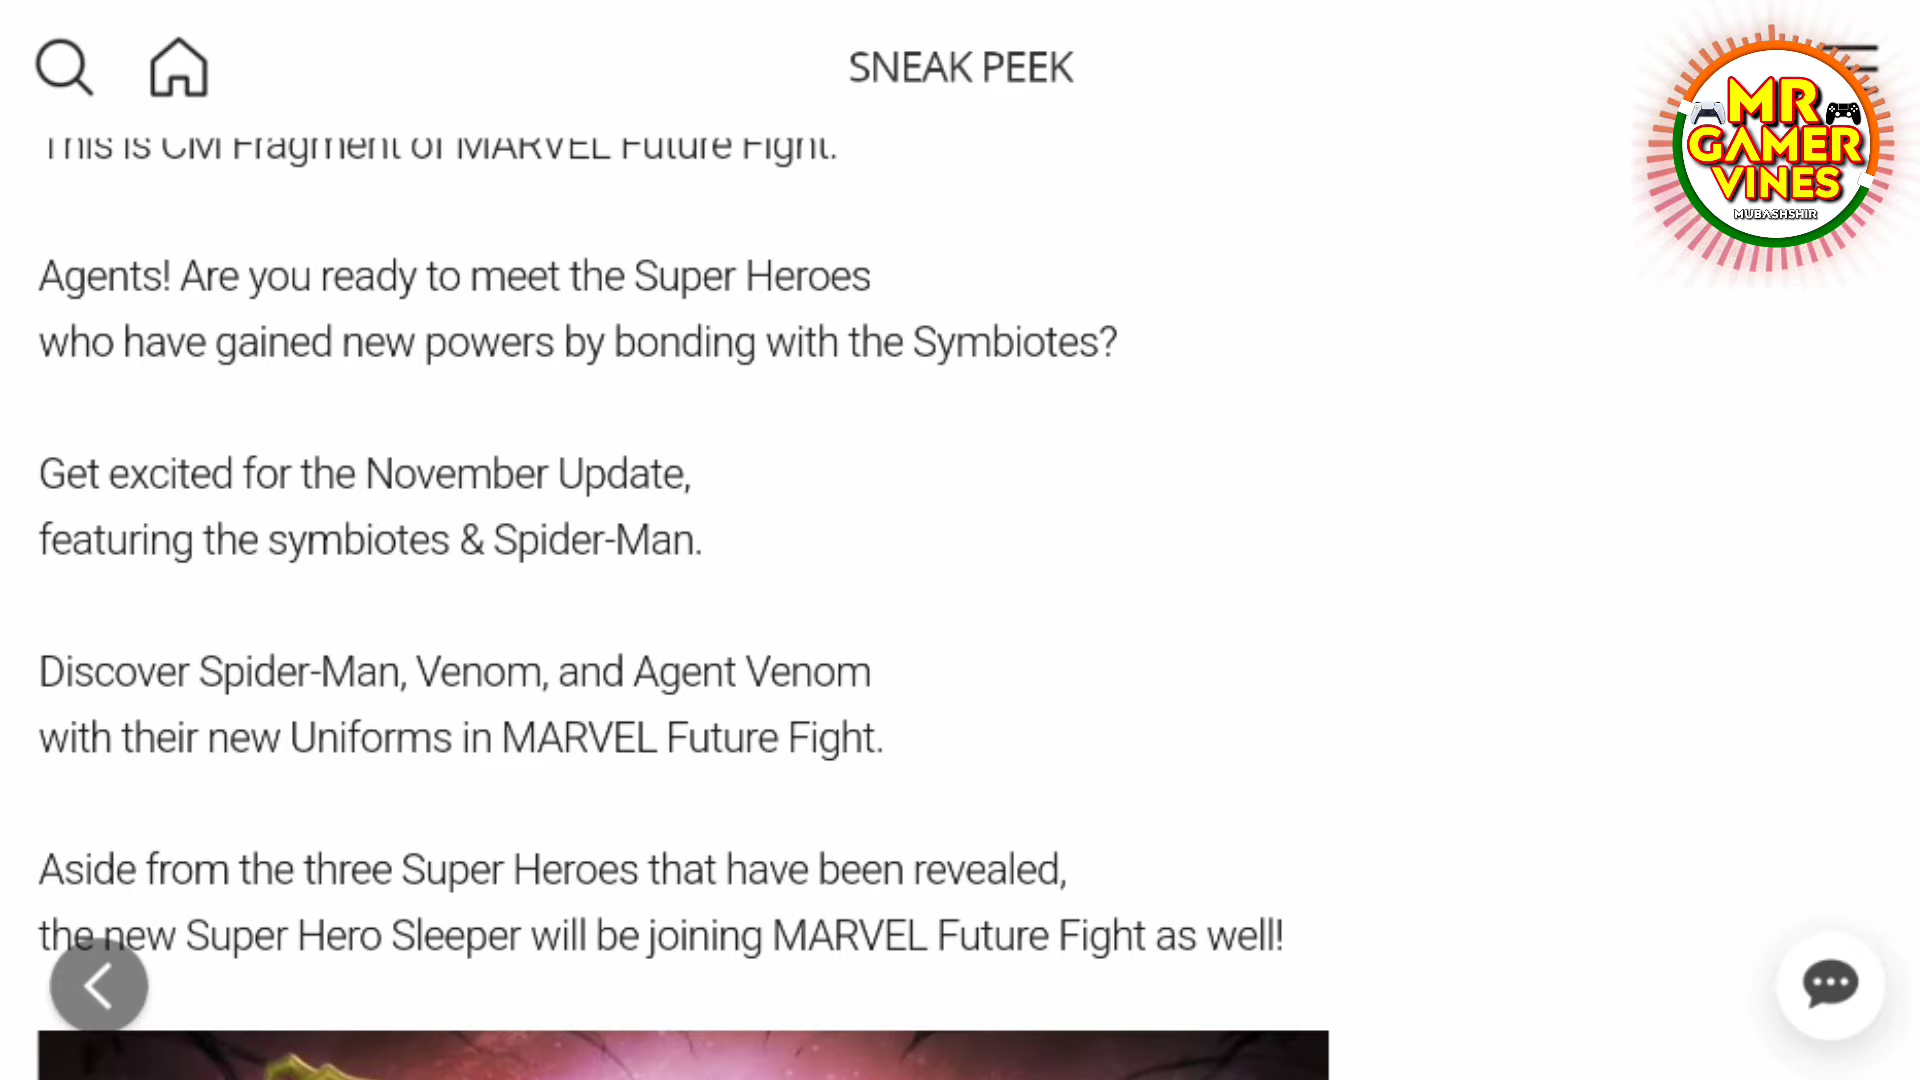 SNEAK PEEK
MR
GAMER
VINES
MUBASHSHIR
This is CM Fragment of MARVEL Future Fight.
Agents! Are you ready to meet the Super Heroes
who have gained new powers by bonding with the Symbiotes?
Get excited for the November Update,
featuring the symbiotes & Spider-Man.
Discover Spider-Man, Venom, and Agent Venom
with their new Uniforms in MARVEL Future Fight.
Aside from the three Super Heroes that have been revealed,
the new Super Hero Sleeper will be joining MARVEL Future Fight as well!